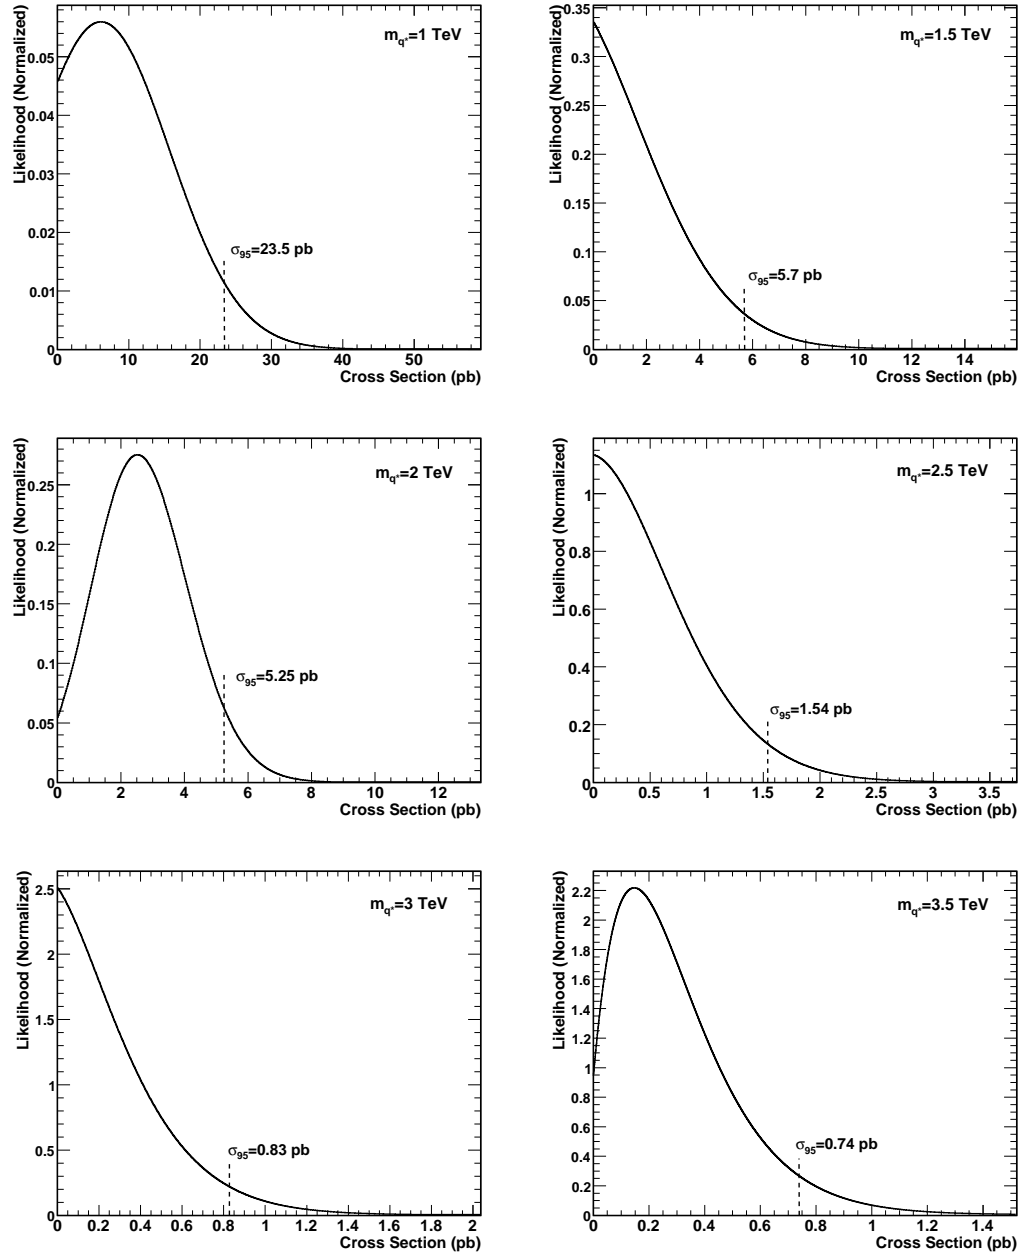 Likelihood (Normalized)
m_q*=1 TeV
σ_95=23.5 pb
0.05
0.04
0.03
0.02
0.01
0
0 10 20 30 40 50
Cross Section (pb)
Likelihood (Normalized)
m_q*=1.5 TeV
σ_95=5.7 pb
0.35
0.3
0.25
0.2
0.15
0.1
0.05
0
0 2 4 6 8 10 12 14
Cross Section (pb)
Likelihood (Normalized)
m_q*=2 TeV
σ_95=5.25 pb
0.25
0.2
0.15
0.1
0.05
0
0 2 4 6 8 10 12
Cross Section (pb)
Likelihood (Normalized)
m_q*=2.5 TeV
σ_95=1.54 pb
1
0.8
0.6
0.4
0.2
0
0 0.5 1 1.5 2 2.5 3 3.5
Cross Section (pb)
Likelihood (Normalized)
m_q*=3 TeV
σ_95=0.83 pb
2.5
2
1.5
1
0.5
0
0 0.2 0.4 0.6 0.8 1 1.2 1.4 1.6 1.8 2
Cross Section (pb)
Likelihood (Normalized)
m_q*=3.5 TeV
σ_95=0.74 pb
2.2
2
1.8
1.6
1.4
1.2
1
0.8
0.6
0.4
0.2
0
0 0.2 0.4 0.6 0.8 1 1.2 1.4
Cross Section (pb)